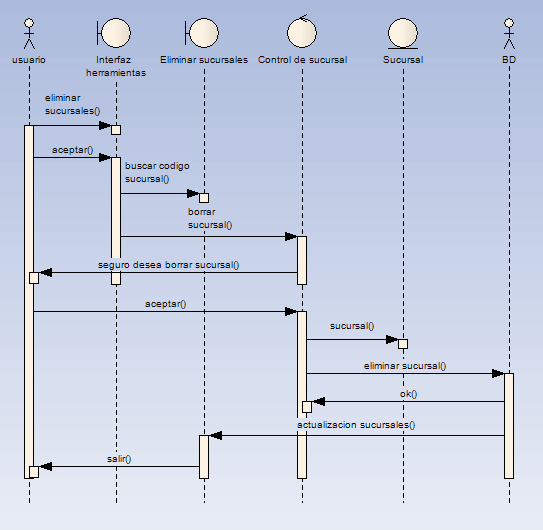 usuario
Interfaz
herramientas
Eliminar sucursales
Control de sucursal
Sucursal
BD
eliminar
sucursales()
aceptar()
buscar codigo
sucursal()
borrar
sucursal()
seguro desea borrar sucursal()
aceptar()
sucursal()
eliminar sucursal()
ok()
actualizacion sucursales()
salir()